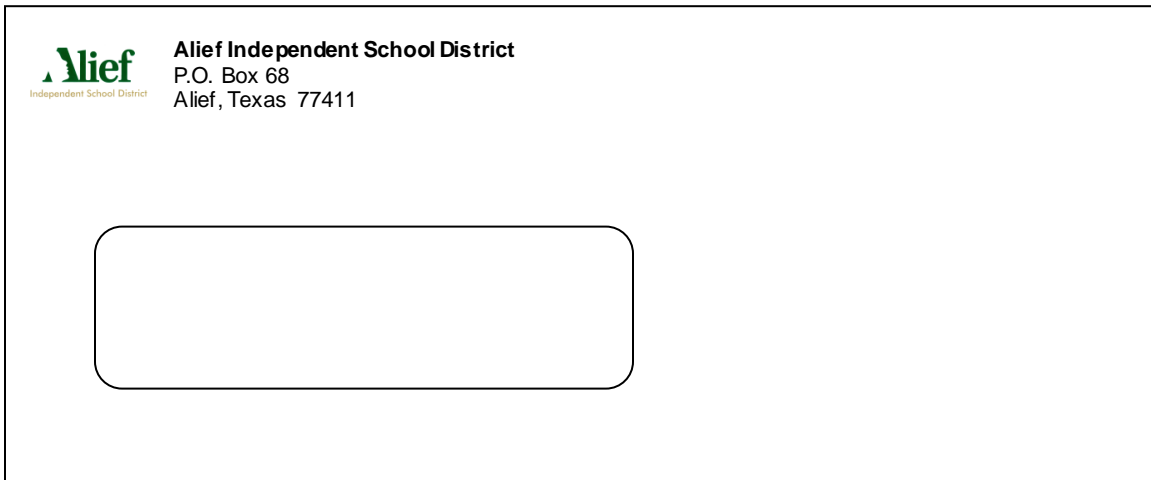 Alief
Independent School District
Alief Independent School District
P.O. Box 68
Alief, Texas 77411